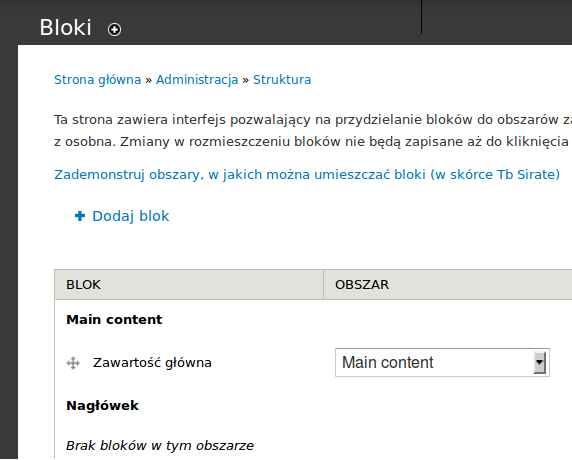 Bloki
Strona główna » Administracja » Struktura
Ta strona zawiera interfejs pozwalający na przydzielanie bloków do obszarów
z osobna. Zmiany w rozmieszczeniu bloków nie będą zapisane aż do kliknięcia
Zademonstruj obszary, w jakich można umieszczać bloki (w skórce Tb Sirate)
Dodaj blok
BLOK OBSZAR
Main content
Zawartość główna Main content
Nagłówek
Brak bloków w tym obszarze